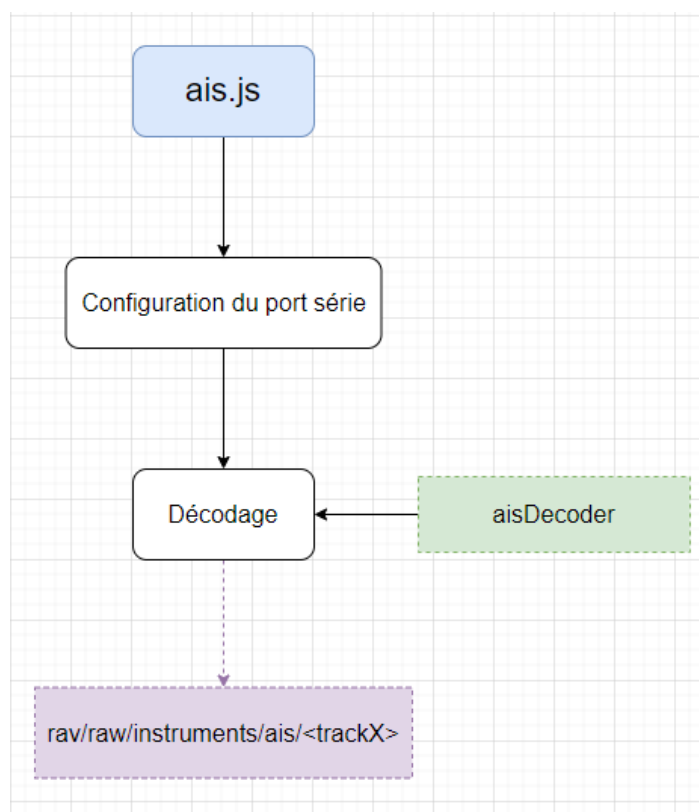 ais.js
Configuration du port série
Décodage
aisDecoder
rav/raw/instruments/ais/<trackX>